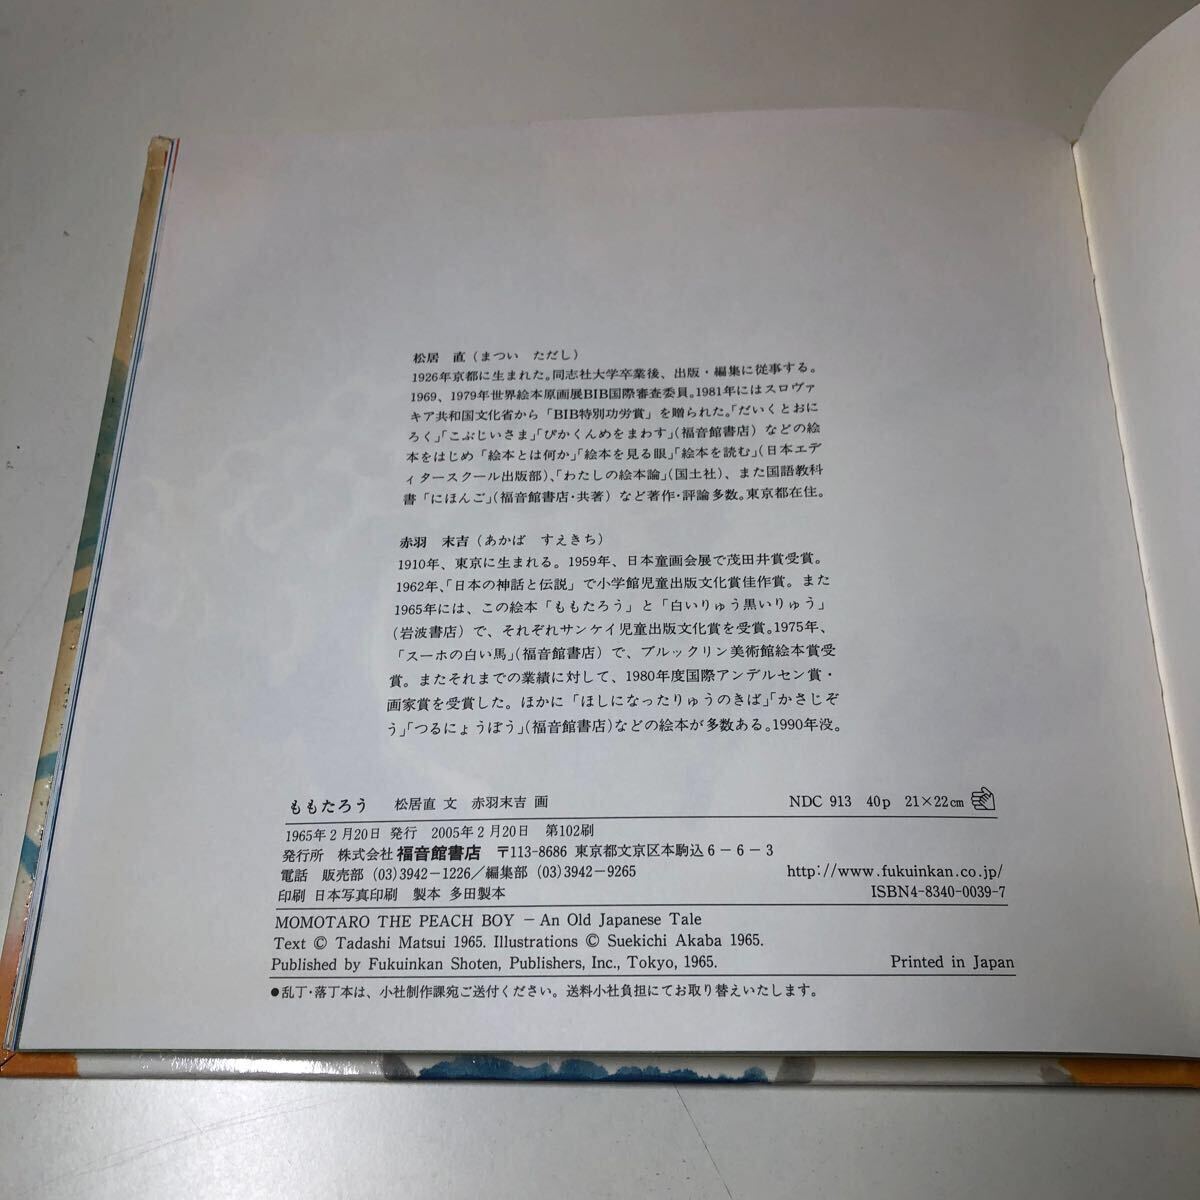 松居 直（まつい ただし）
1926年京都に生まれた。同志社大学卒業後、出版・編集に従事する。
1969、1979年世界絵本原画展BIB国際審査委員。1981年にはスロヴァ
キア共和国文化省から「BIB特別功労賞」を贈られた。「だいくとおに
ろく」「こぶじいさま」「ぴかくんめをまわす」（福音館書店）などの絵
本をはじめ「絵本とは何か」「絵本を見る眼」「絵本を読む」（日本エデ
ィタースクール出版部）、「わたしの絵本論」（国土社）、また国語教科
書「にほんご」（福音館書店・共著）など著作・評論多数。東京都在住。
赤羽 末吉（あかば すえきち）
1910年、東京に生まれる。1959年、日本童画会展で茂田井賞受賞。
1962年、「日本の神話と伝説」で小学館児童出版文化賞佳作賞。また
1965年には、この絵本「ももたろう」と「白いりゅう黒いりゅう」
（岩波書店）で、それぞれサンケイ児童出版文化賞を受賞。1975年、
「スーホの白い馬」（福音館書店）で、ブルックリン美術館絵本賞受
賞。またそれまでの業績に対して、1980年度国際アンデルセン賞・
画家賞を受賞した。ほかに「ほしになったりゅうのきば」「かさじぞ
う」「つるにょうぼう」（福音館書店）などの絵本が多数ある。1990年没。
ももたろう 松居直 文 赤羽末吉 画 NDC 913 40p 21×22cm
1965年2月20日 発行 2005年2月20日 第102刷
発行所 株式会社 福音館書店 〒113-8686 東京都文京区本駒込6-6-3
電話 販売部 (03)3942-1226／編集部 (03)3942-9265 http://www.fukuinkan.co.jp/
印刷 日本写真印刷 製本 多田製本 ISBN4-8340-0039-7
MOMOTARO THE PEACH BOY – An Old Japanese Tale
Text © Tadashi Matsui 1965. Illustrations © Suekichi Akaba 1965.
Published by Fukuinkan Shoten, Publishers, Inc., Tokyo, 1965. Printed in Japan
●乱丁・落丁本は、小社制作課宛ご送付ください。送料小社負担にてお取り替えいたします。